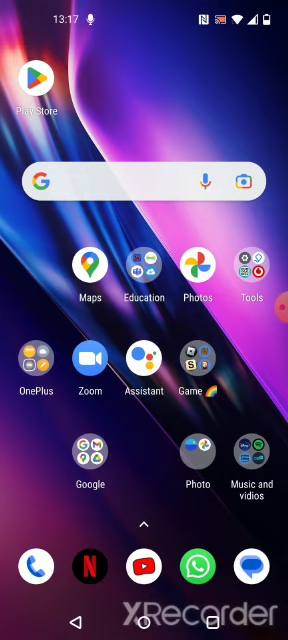 13:17
Play Store
Maps
Education
Photos
Tools
OnePlus
Zoom
Assistant
Game 🌈
Google
Photo
Music and
vidios
XRecorder